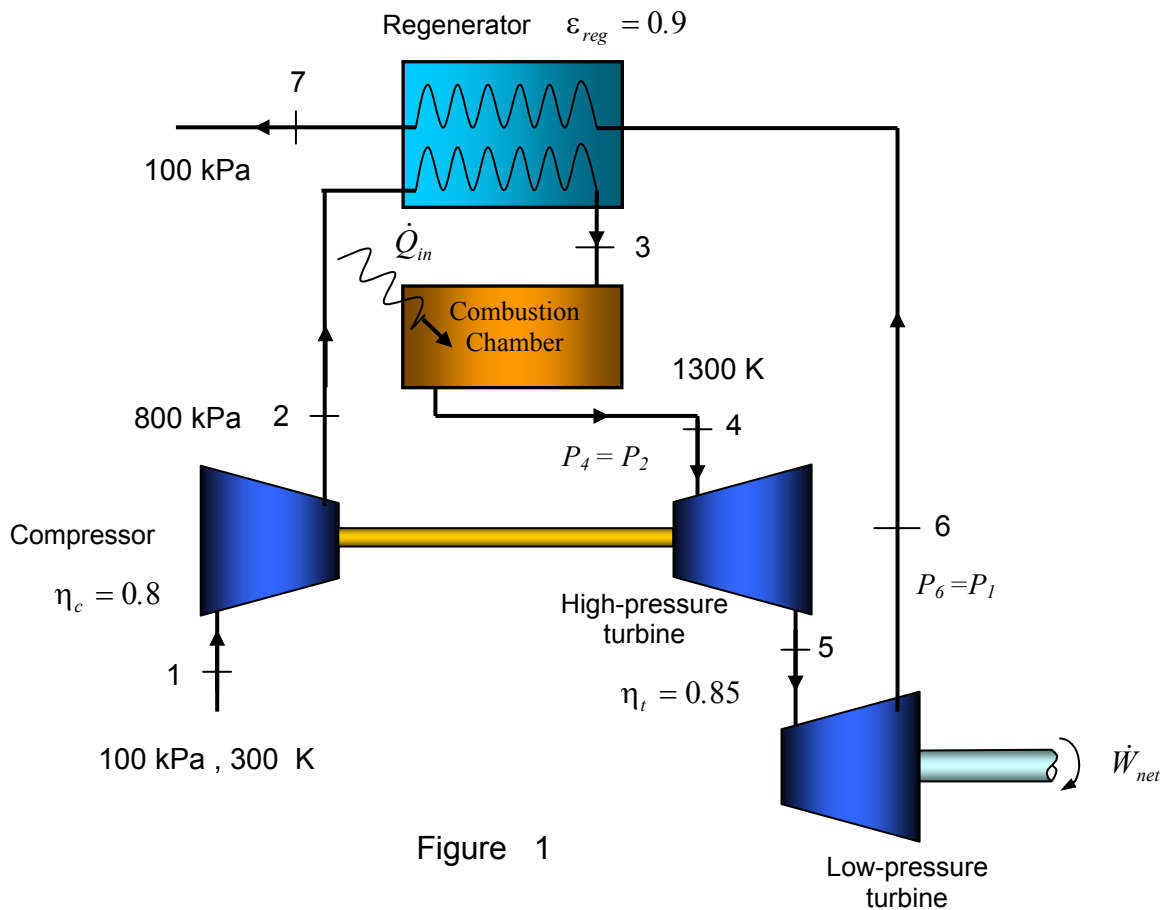 Regenerator ε_reg = 0.9
7
100 kPa
Q̇_in
3
Combustion
Chamber
1300 K
800 kPa
2
4
P_4 = P_2
Compressor
η_c = 0.8
6
P_6 = P_1
High-pressure
turbine
1
5
η_t = 0.85
100 kPa , 300 K
Ẇ_net
Figure 1
Low-pressure
turbine